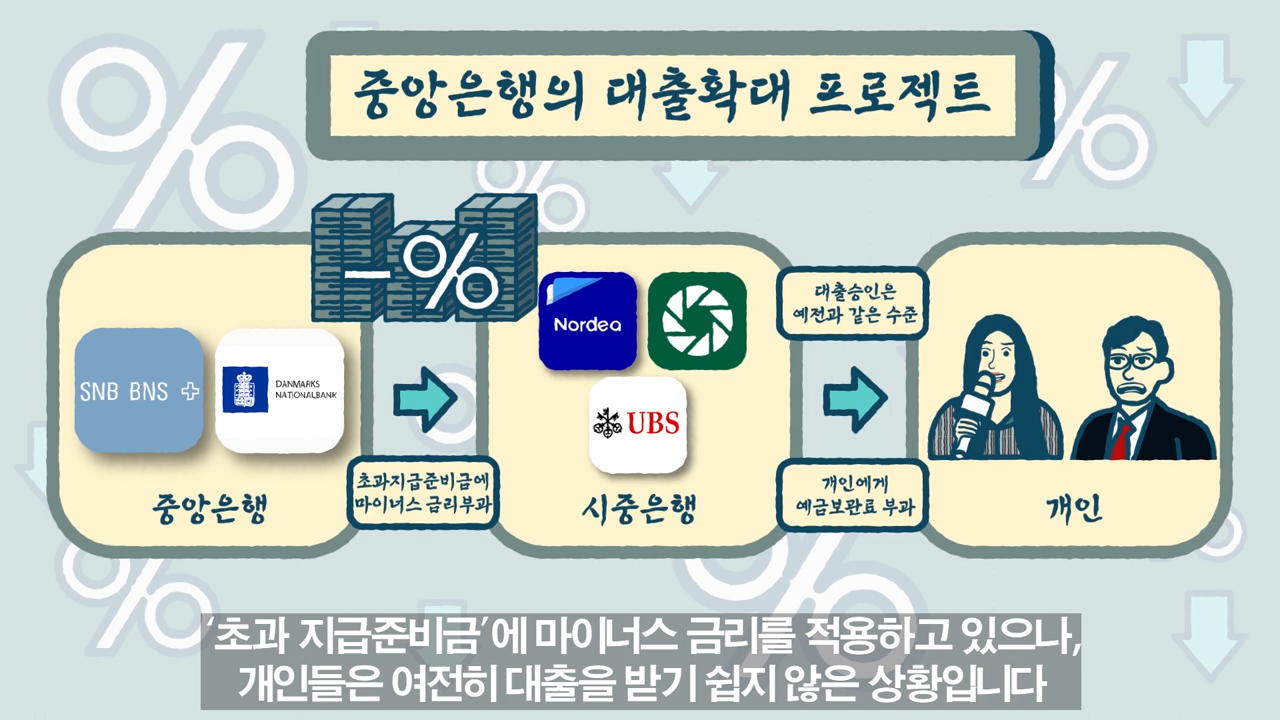 중앙은행의 대출확대 프로젝트
-%
SNB BNS
DANMARKS
NATIONALBANK
중앙은행
초과지급준비금에
마이너스 금리부과
Nordea
UBS
시중은행
대출승인은
예전과 같은 수준
개인에게
예금보관료 부과
개인
'초과 지급준비금'에 마이너스 금리를 적용하고 있으나,
개인들은 여전히 대출을 받기 쉽지 않은 상황입니다